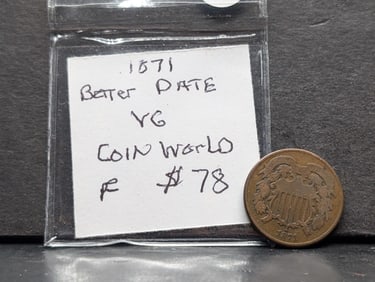 1871
Better DATE
VG
COIN WORLD
F $78